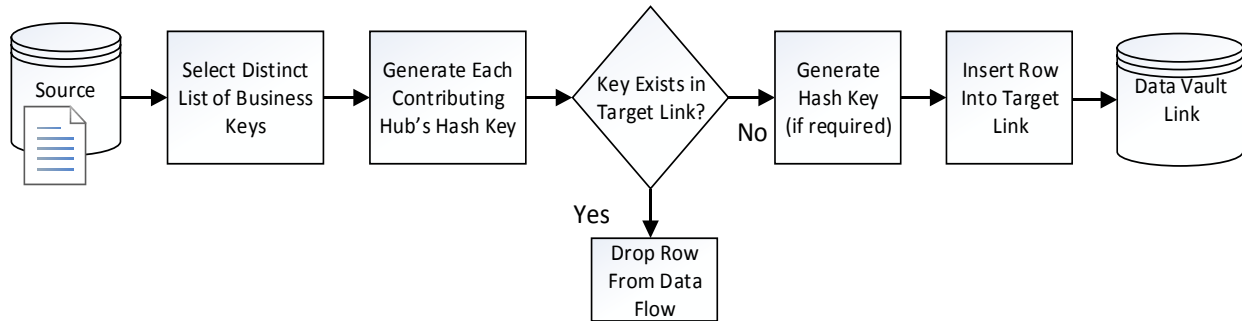 Source
Select Distinct
List of Business
Keys
Generate Each
Contributing
Hub's Hash Key
Key Exists in
Target Link?
No
Generate
Hash Key
(if required)
Insert Row
Into Target
Link
Data Vault
Link
Yes
Drop Row
From Data
Flow